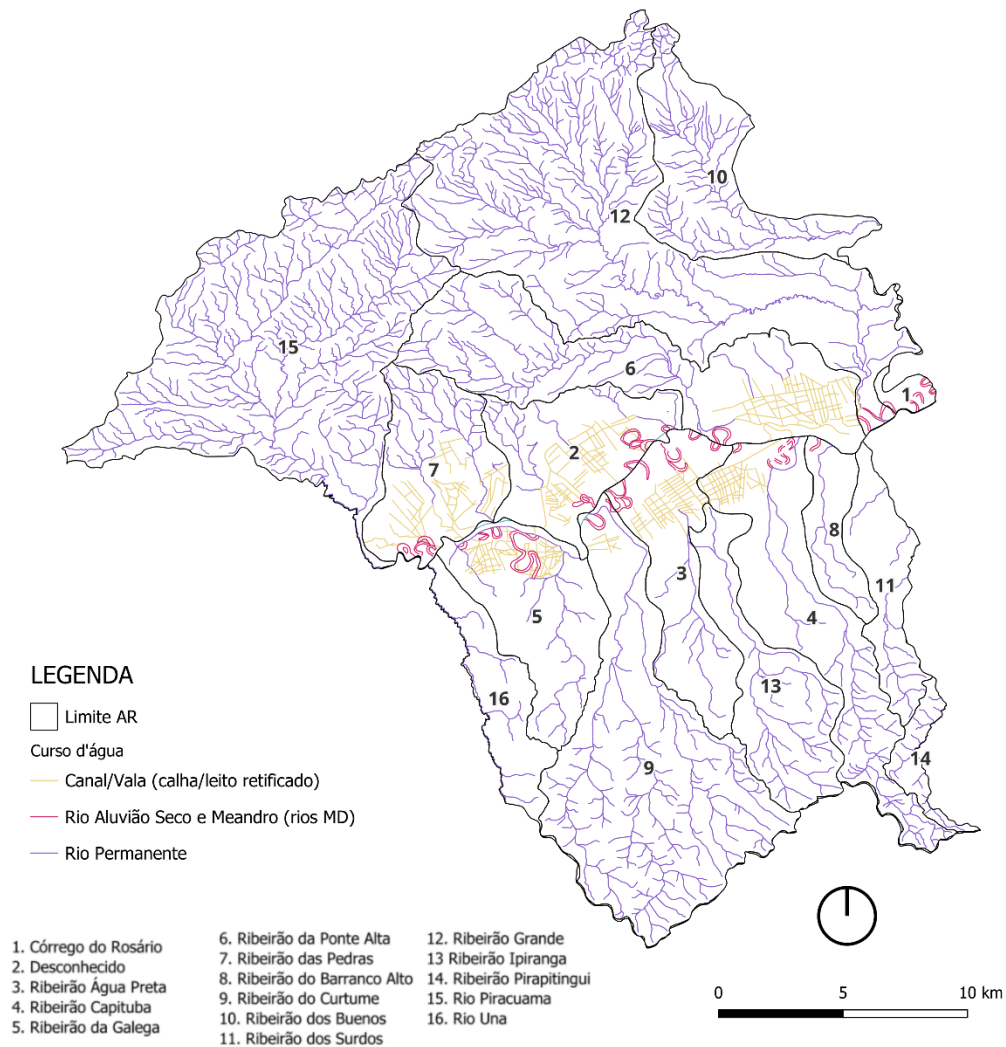 10
12
15
6
1
2
7
8
3
11
5
4
13
16
14
9
LEGENDA
Limite AR
Curso d'água
Canal/Vala (calha/leito retificado)
Rio Aluvião Seco e Meandro (rios MD)
Rio Permanente
1. Córrego do Rosário
2. Desconhecido
3. Ribeirão Água Preta
4. Ribeirão Capituba
5. Ribeirão da Galega
6. Ribeirão da Ponte Alta
7. Ribeirão das Pedras
8. Ribeirão do Barranco Alto
9. Ribeirão do Curtume
10. Ribeirão dos Buenos
11. Ribeirão dos Surdos
12. Ribeirão Grande
13 Ribeirão Ipiranga
14. Ribeirão Pirapitingui
15. Rio Piracuama
16. Rio Una
0 5 10 km